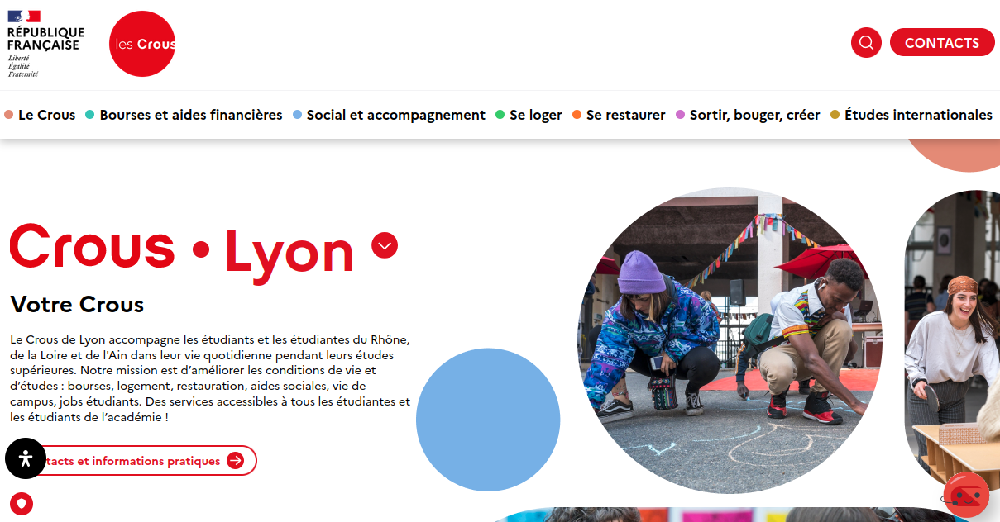 RÉPUBLIQUE
FRANÇAISE
Liberté
Égalité
Fraternité
les Crous
CONTACTS
Le Crous
Bourses et aides financières
Social et accompagnement
Se loger
Se restaurer
Sortir, bouger, créer
Études internationales
Crous • Lyon
Votre Crous
Le Crous de Lyon accompagne les étudiants et les étudiantes du Rhône,
de la Loire et de l'Ain dans leur vie quotidienne pendant leurs études
supérieures. Notre mission est d’améliorer les conditions de vie et
d’études : bourses, logement, restauration, aides sociales, vie de
campus, jobs étudiants. Des services accessibles à tous les étudiantes et
les étudiants de l’académie !
tacts et informations pratiques